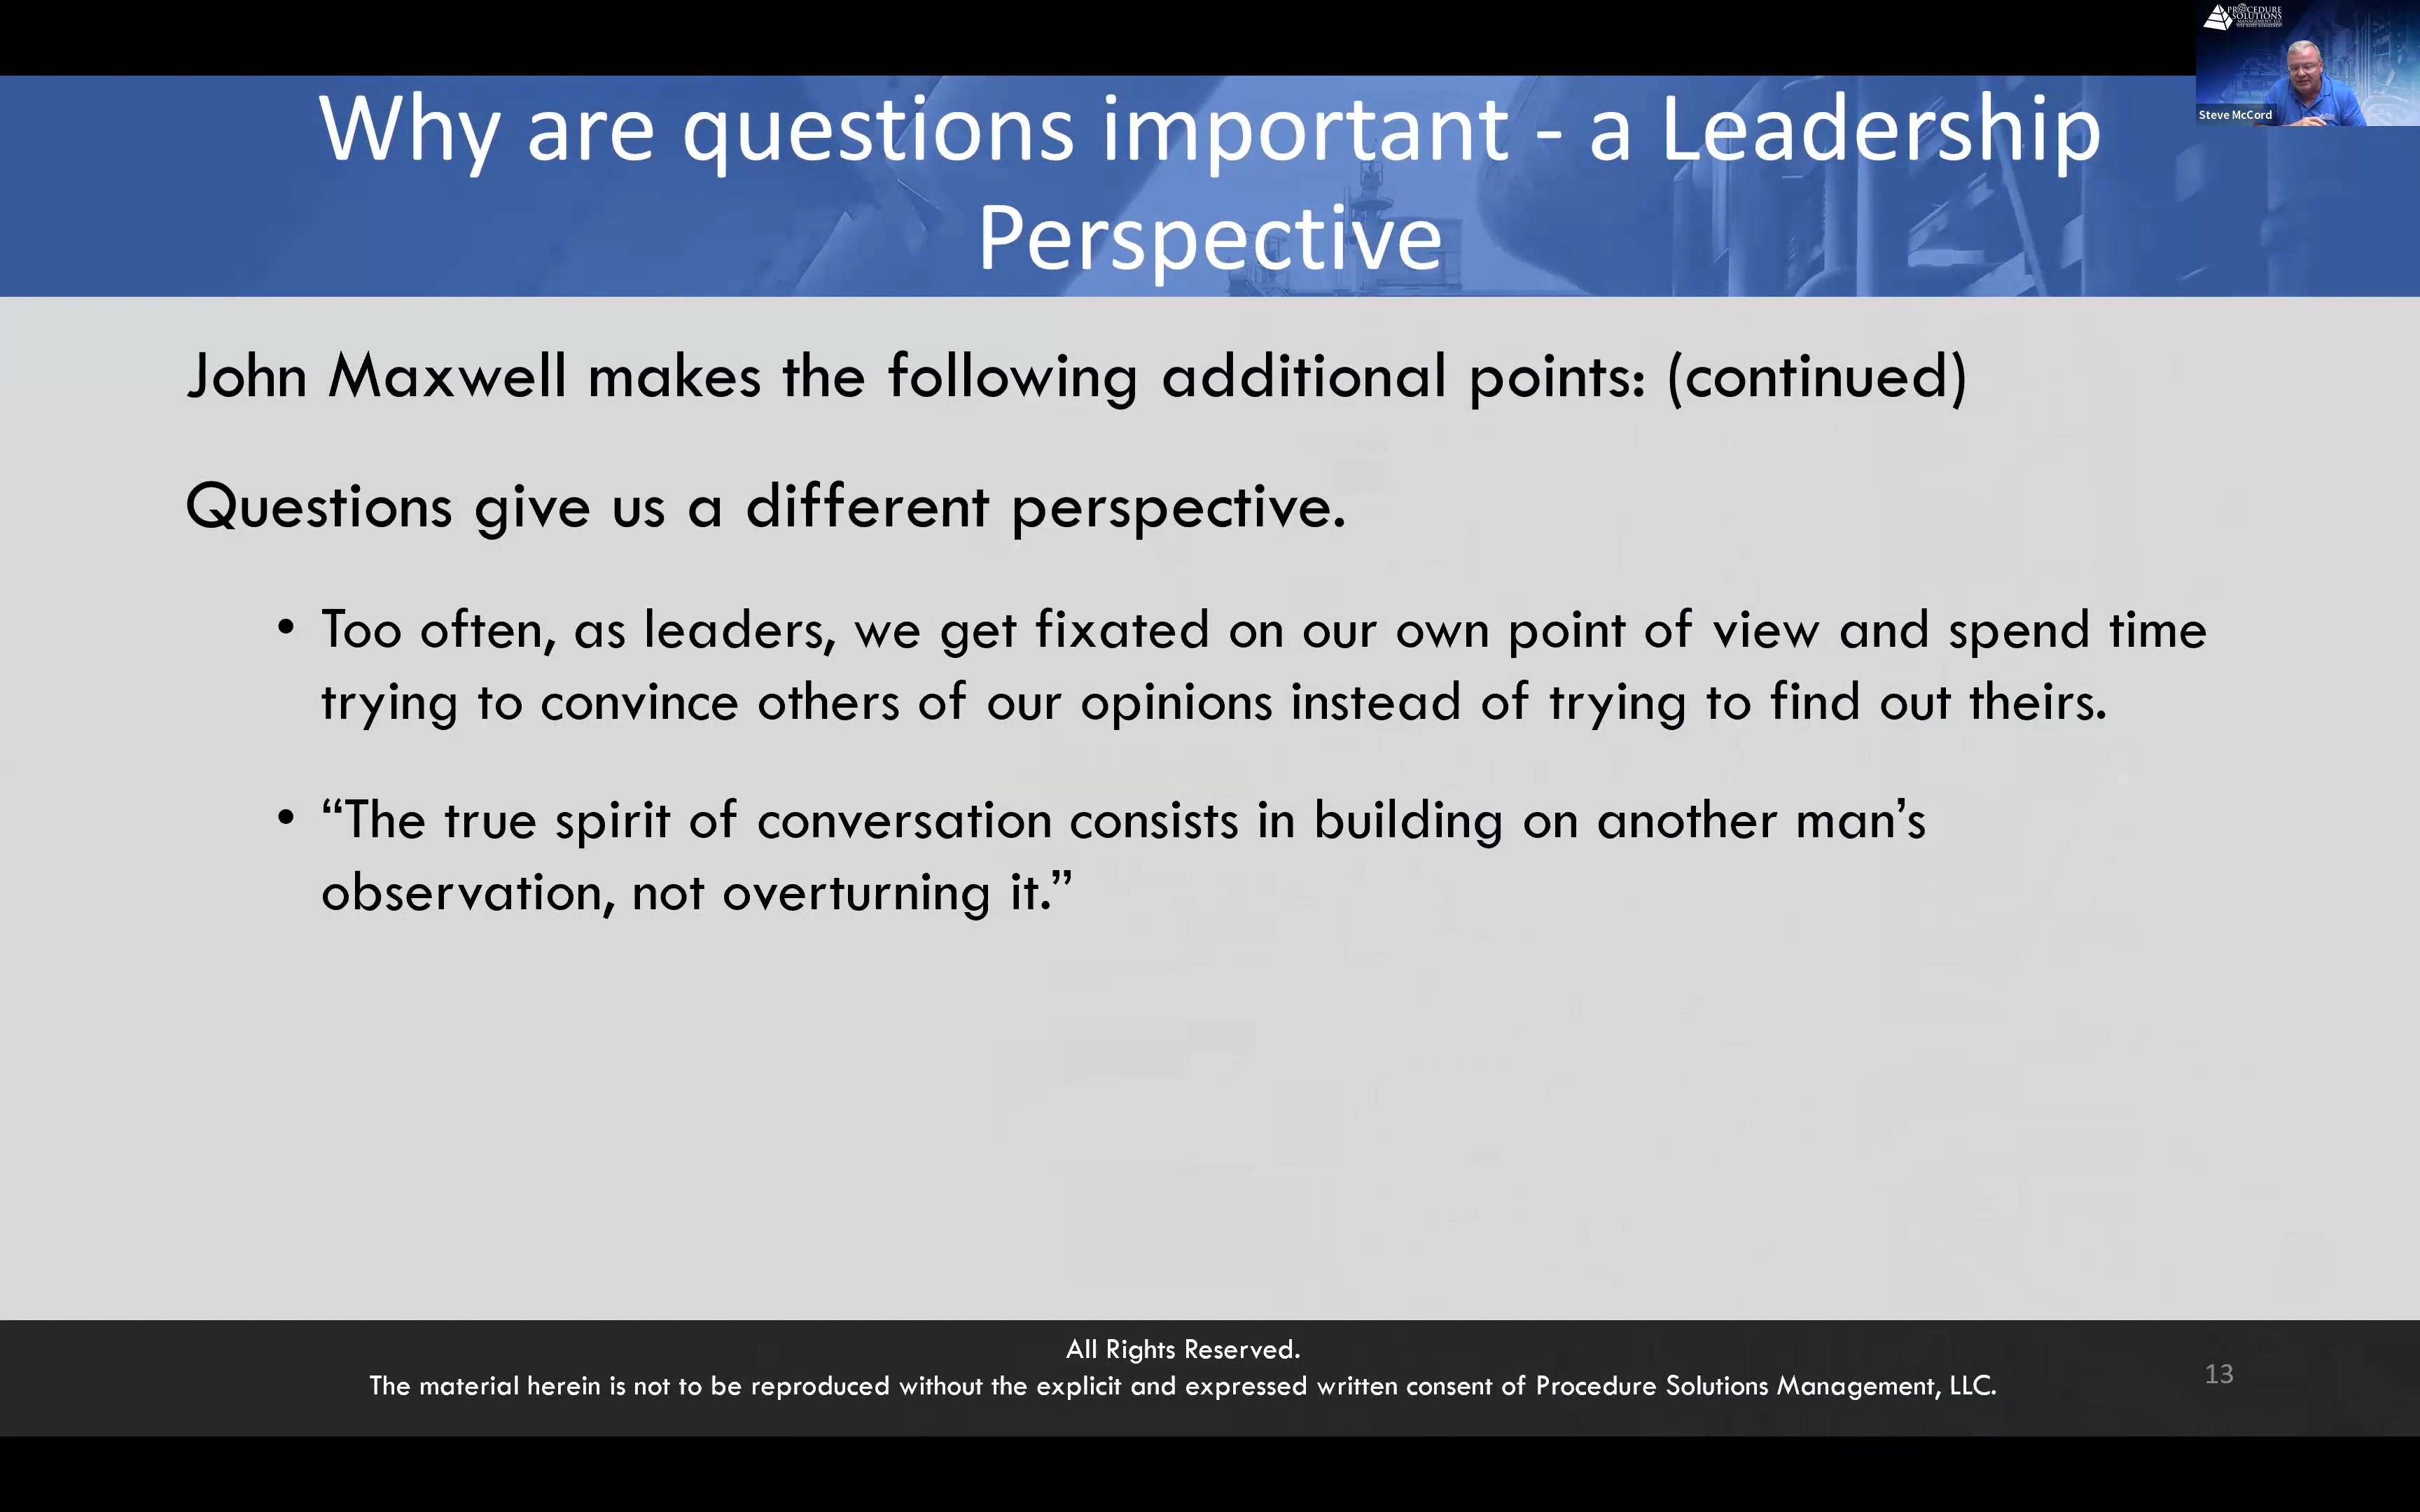 PROCEDURE
SOLUTIONS
Steve McCord
Why are questions important - a Leadership
Perspective
John Maxwell makes the following additional points: (continued)
Questions give us a different perspective.
• Too often, as leaders, we get fixated on our own point of view and spend time
trying to convince others of our opinions instead of trying to find out theirs.
• “The true spirit of conversation consists in building on another man’s
observation, not overturning it.”
All Rights Reserved.
The material herein is not to be reproduced without the explicit and expressed written consent of Procedure Solutions Management, LLC.
13